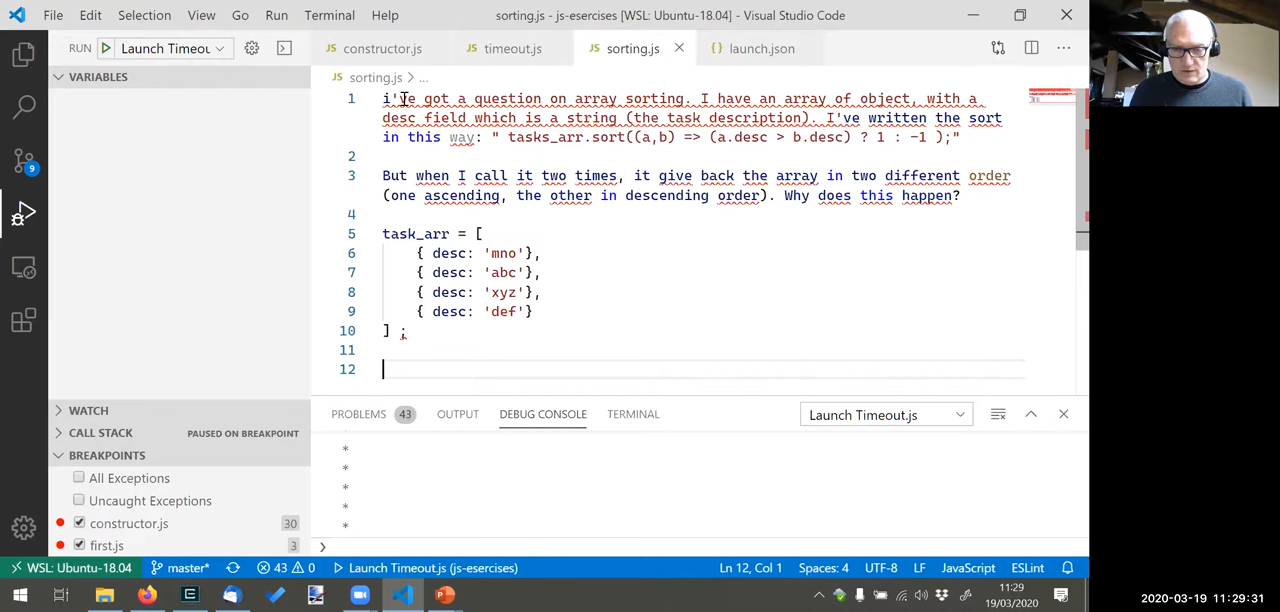 File Edit Selection View Go Run Terminal Help sorting.js - js-esercises [WSL: Ubuntu-18.04] - Visual Studio Code
RUN Launch Timeou
JS constructor.js JS timeout.js JS sorting.js {} launch.json
VARIABLES
JS sorting.js > ...
1 i've got a question on array sorting. I have an array of object, with a
desc field which is a string (the task description). I've written the sort
in this way: " tasks_arr.sort((a,b) => (a.desc > b.desc) ? 1 : -1 );"
2
3 But when I call it two times, it give back the array in two different order
(one ascending, the other in descending order). Why does this happen?
4
5 task_arr = [
6 { desc: 'mno'},
7 { desc: 'abc'},
8 { desc: 'xyz'},
9 { desc: 'def'}
10 ] ;
11
12
WATCH
CALL STACK PAUSED ON BREAKPOINT
BREAKPOINTS
All Exceptions
Uncaught Exceptions
constructor.js 30
first.js 3
PROBLEMS 43 OUTPUT DEBUG CONSOLE TERMINAL Launch Timeout.js
*
*
*
*
*
>
9
WSL: Ubuntu-18.04 master* 43 0 Launch Timeout.js (js-esercises) Ln 12, Col 1 Spaces: 4 UTF-8 LF JavaScript ESLint
11:29
19/03/2020
2020-03-19 11:29:31